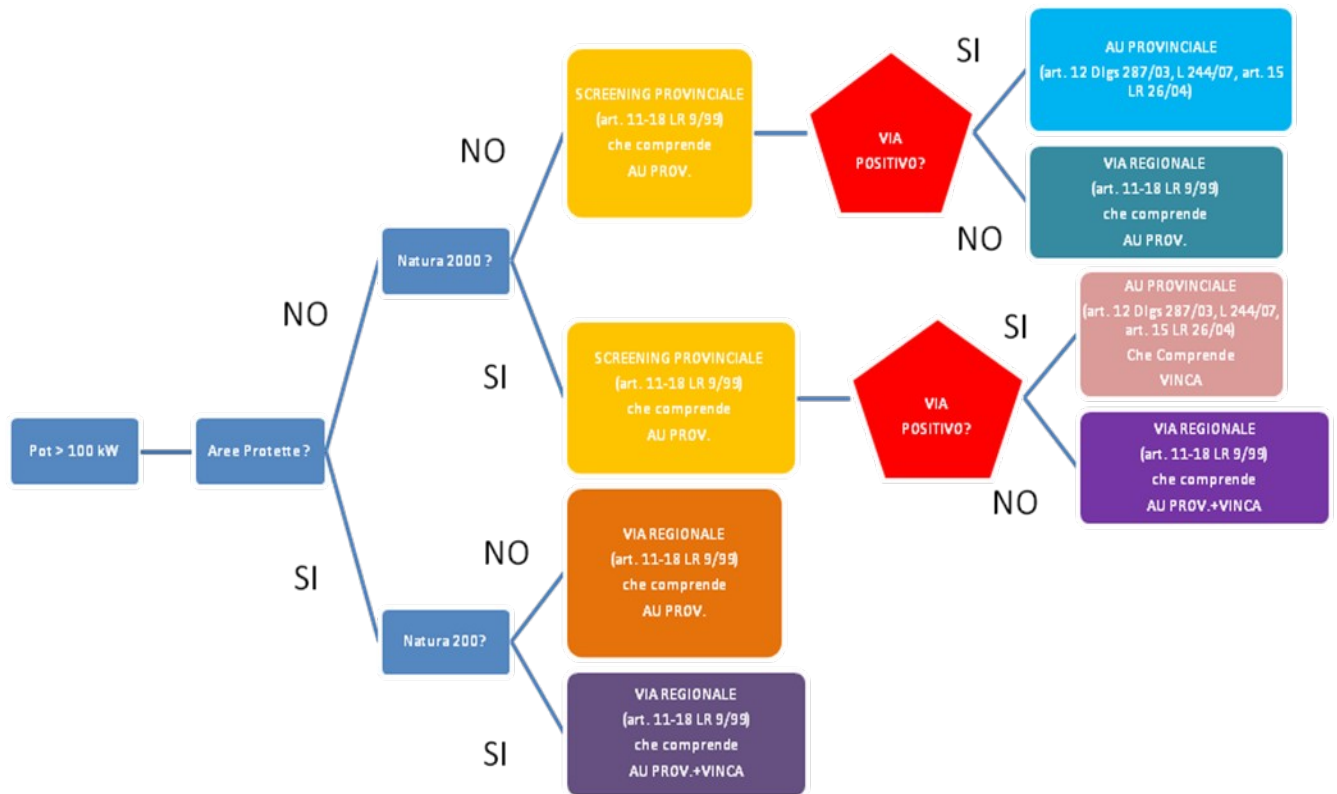 Pot > 100 kW
Aree Protette ?
NO
SI
Natura 2000 ?
NO
SI
SCREENING PROVINCIALE
(art. 11-18 LR 9/99)
che comprende
AU PROV.
VIA
POSITIVO?
SI
NO
AU PROVINCIALE
(art. 12 Dlgs 287/03, L 244/07, art. 15
LR 26/04)
VIA REGIONALE
(art. 11-18 LR 9/99)
che comprende
AU PROV.
SCREENING PROVINCIALE
(art. 11-18 LR 9/99)
che comprende
AU PROV.
VIA
POSITIVO?
SI
NO
AU PROVINCIALE
(art. 12 Dlgs 287/03, L 244/07,
art. 15 LR 26/04)
Che Comprende
VINCA
VIA REGIONALE
(art. 11-18 LR 9/99)
che comprende
AU PROV.+VINCA
Natura 200?
NO
SI
VIA REGIONALE
(art. 11-18 LR 9/99)
che comprende
AU PROV.
VIA REGIONALE
(art. 11-18 LR 9/99)
che comprende
AU PROV.+VINCA